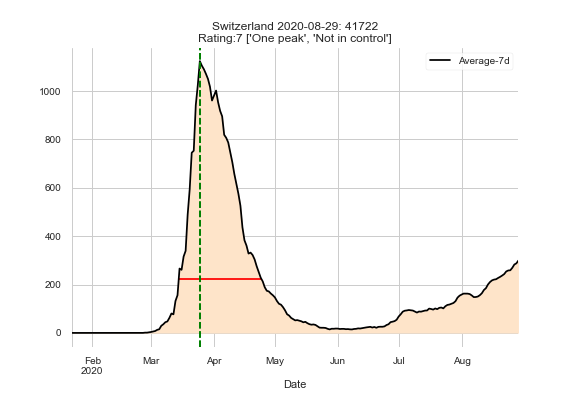 Switzerland 2020-08-29: 41722
Rating:7 ['One peak', 'Not in control']
Average-7d
1000
800
600
400
200
0
Feb Mar Apr May Jun Jul Aug
2020
Date